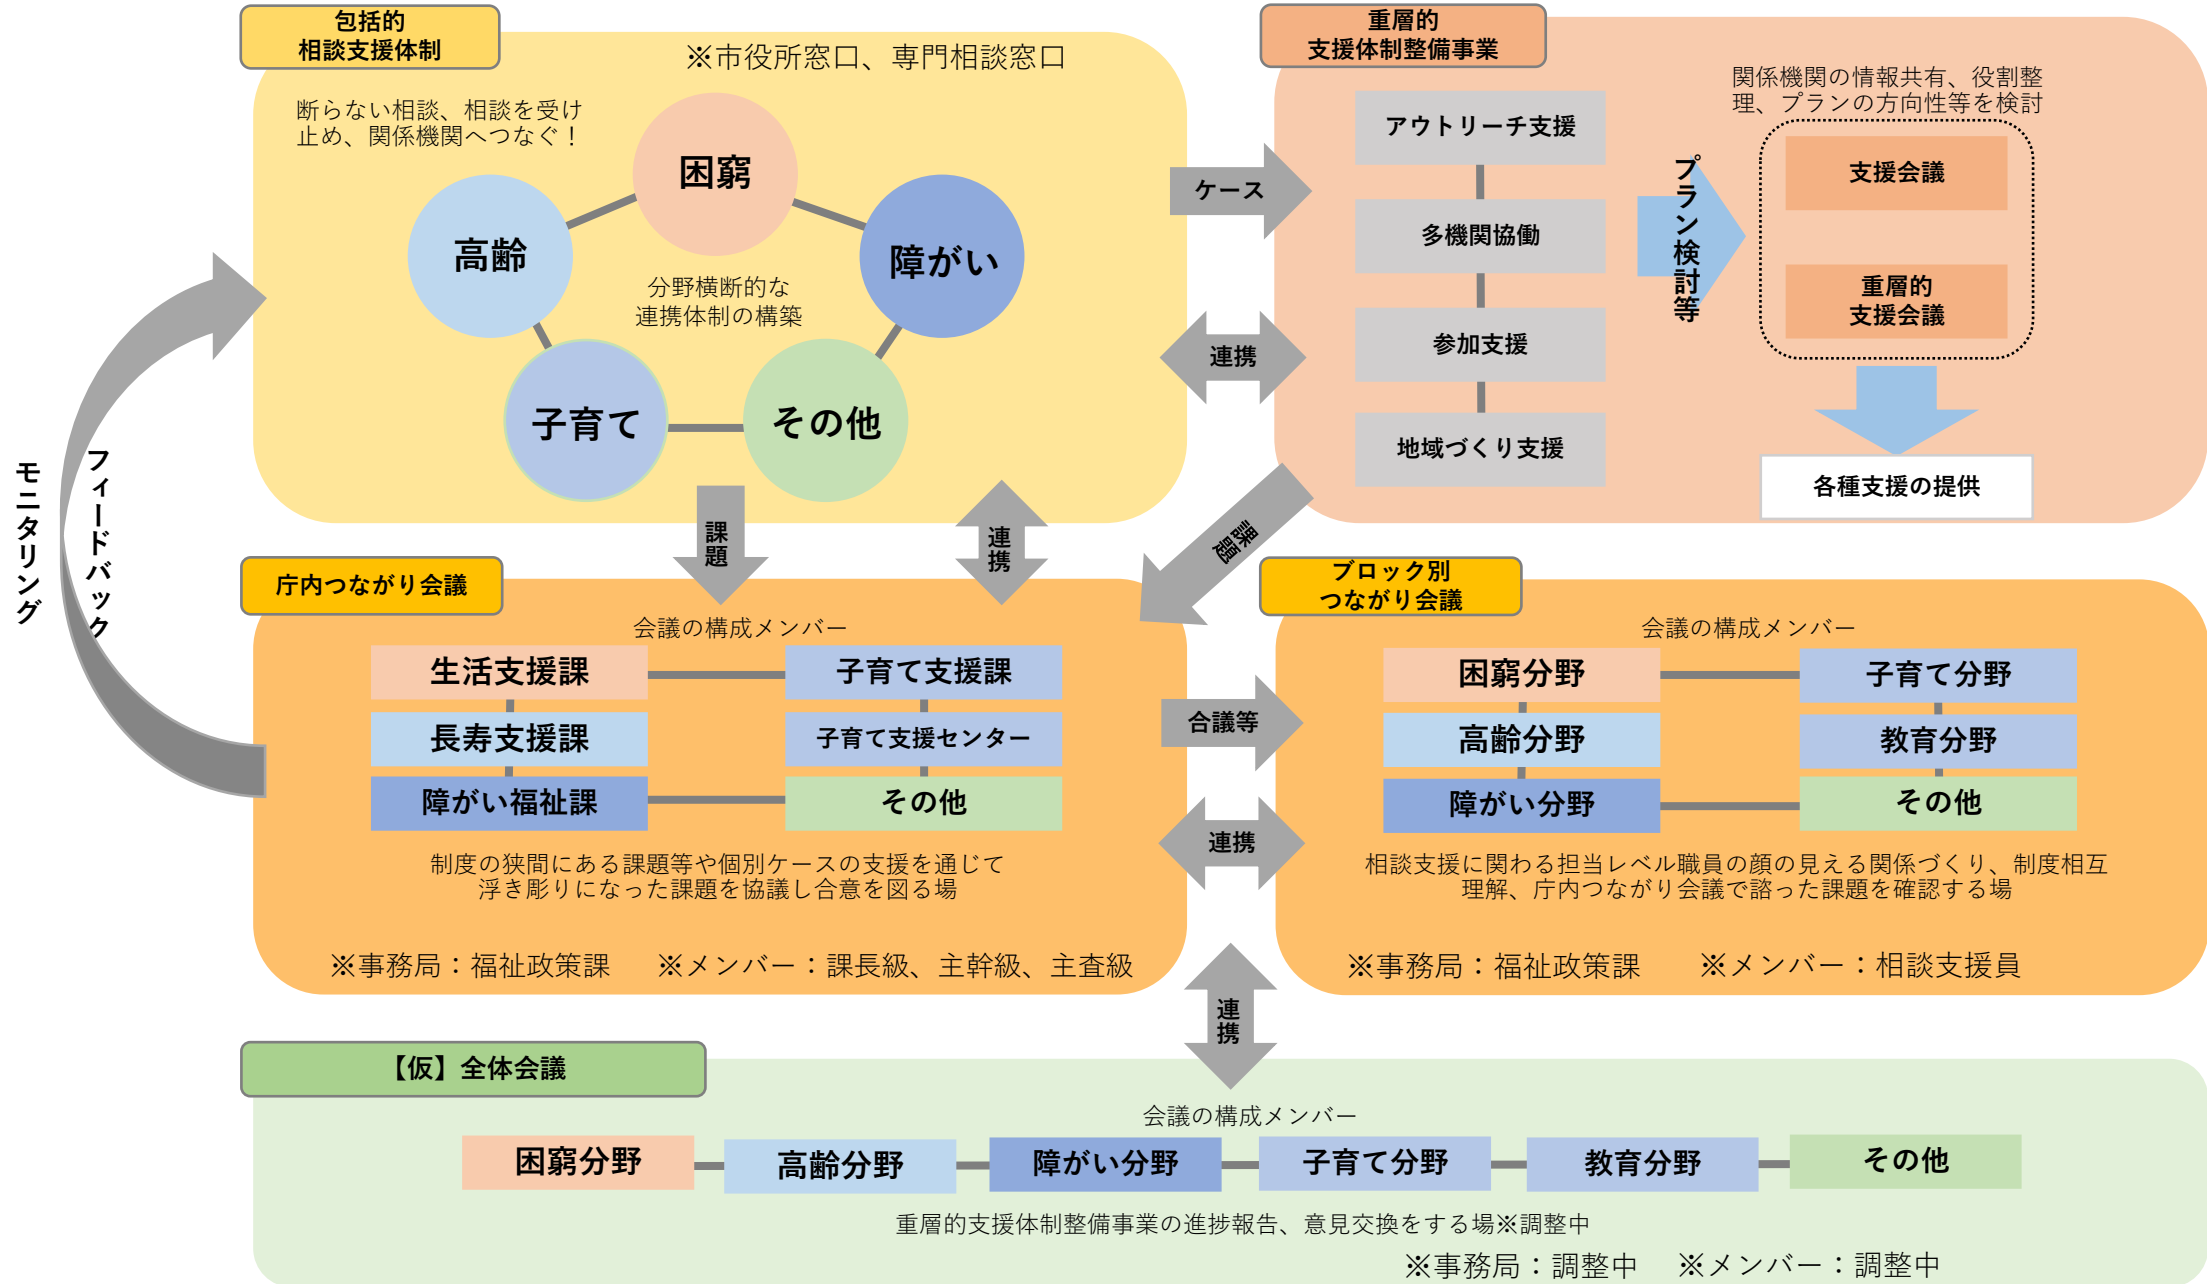 包括的
相談支援体制
※市役所窓口、専門相談窓口
断らない相談、相談を受け
止め、関係機関へつなぐ！
困窮
高齢
障がい
分野横断的な
連携体制の構築
子育て
その他
ケース
連携
重層的
支援体制整備事業
アウトリーチ支援
多機関協働
参加支援
地域づくり支援
プラン検討等
関係機関の情報共有、役割整
理、プランの方向性等を検討
支援会議
重層的
支援会議
各種支援の提供
モニタリング
フィードバック
課題
連携
課題
庁内つながり会議
会議の構成メンバー
生活支援課
子育て支援課
長寿支援課
子育て支援センター
障がい福祉課
その他
制度の狭間にある課題等や個別ケースの支援を通じて
浮き彫りになった課題を協議し合意を図る場
※事務局：福祉政策課　※メンバー：課長級、主幹級、主査級
合議等
連携
ブロック別
つながり会議
会議の構成メンバー
困窮分野
子育て分野
高齢分野
教育分野
障がい分野
その他
相談支援に関わる担当レベル職員の顔の見える関係づくり、制度相互
理解、庁内つながり会議で諮った課題を確認する場
※事務局：福祉政策課　※メンバー：相談支援員
連携
【仮】全体会議
会議の構成メンバー
困窮分野
高齢分野
障がい分野
子育て分野
教育分野
その他
重層的支援体制整備事業の進捗報告、意見交換をする場※調整中
※事務局：調整中　※メンバー：調整中